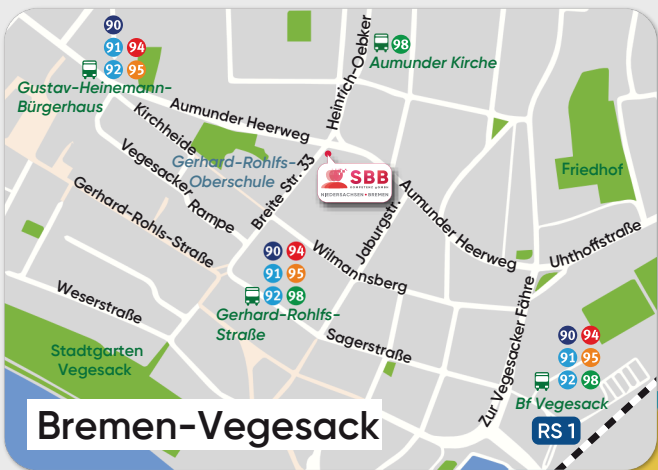 90
91 94
92 95
Gustav-Heinemann-
Bürgerhaus
98
Aumunder Kirche
Heinrich-Oebker
Aumunder Heerweg
Kirchheide
Vegesacker Rampe
Gerhard-Rohlfs-
Oberschule
Breite Str. 33
SBB
NIEDERSACHSEN • BREMEN
Friedhof
Aumunder Heerweg
Jaburgstr.
Uhthoffstraße
Gerhard-Rohls-Straße
Wilmannsberg
90 94
91 95
92 98
Gerhard-Rohlfs-
Straße
Weserstraße
Sagerstraße
Zur Vegesacker Fähre
Stadtgarten
Vegesack
90 94
91 95
92 98
Bf Vegesack
RS 1
Bremen-Vegesack